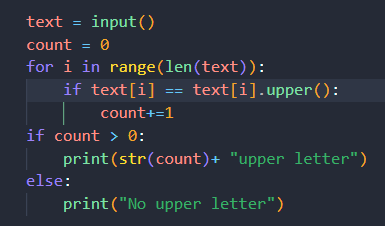 text = input()
count = 0
for i in range(len(text)):
    if text[i] == text[i].upper():
        count+=1
if count > 0:
    print(str(count)+ "upper letter")
else:
    print("No upper letter")